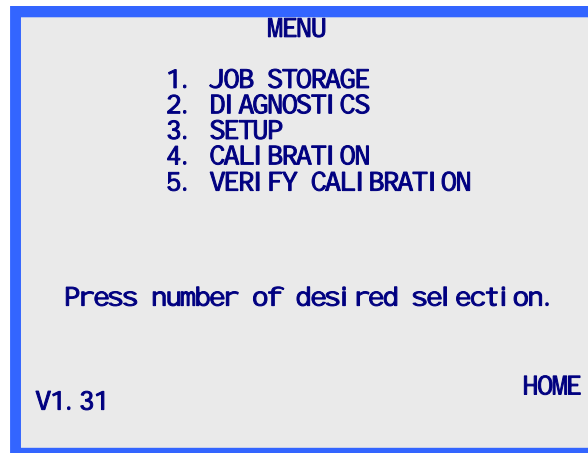 MENU
1. JOB STORAGE
2. DIAGNOSTICS
3. SETUP
4. CALIBRATION
5. VERIFY CALIBRATION
Press number of desired selection.
HOME
V1.31